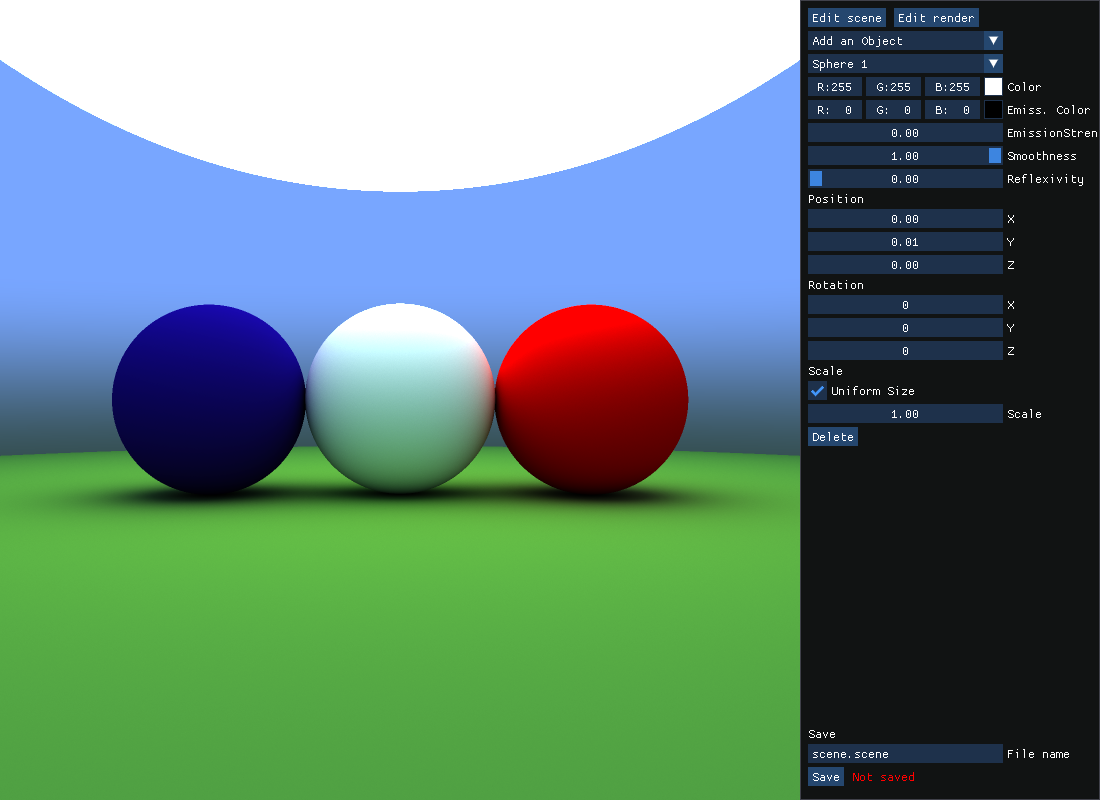 Edit scene Edit render
Add an Object
Sphere 1
R:255 G:255 B:255 Color
R: 0 G: 0 B: 0 Emiss. Color
0.00 EmissionStren
1.00 Smoothness
0.00 Reflexivity
Position
0.00 X
0.01 Y
0.00 Z
Rotation
0 X
0 Y
0 Z
Scale
Uniform Size
1.00 Scale
Delete
Save
scene.scene File name
Save Not saved